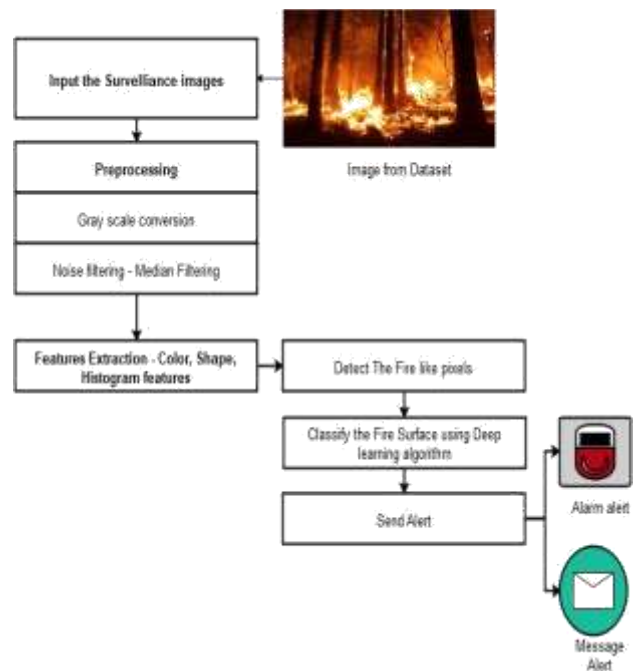 Input the Survelliance images
Image from Dataset
Preprocessing
Gray scale conversion
Noise filtering - Median Filtering
Features Extraction - Color, Shape,
Histogram features
Detect The Fire like pixels
Classify the Fire Surface using Deep
learning algorithm
Send Alert
Alarm alert
Message
Alert